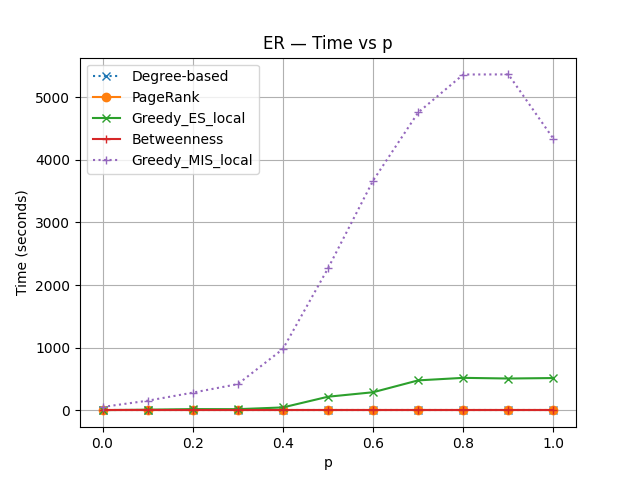 ER — Time vs p
Degree-based
PageRank
Greedy_ES_local
Betweenness
Greedy_MIS_local
Time (seconds)
5000
4000
3000
2000
1000
0
0.0 0.2 0.4 0.6 0.8 1.0
p